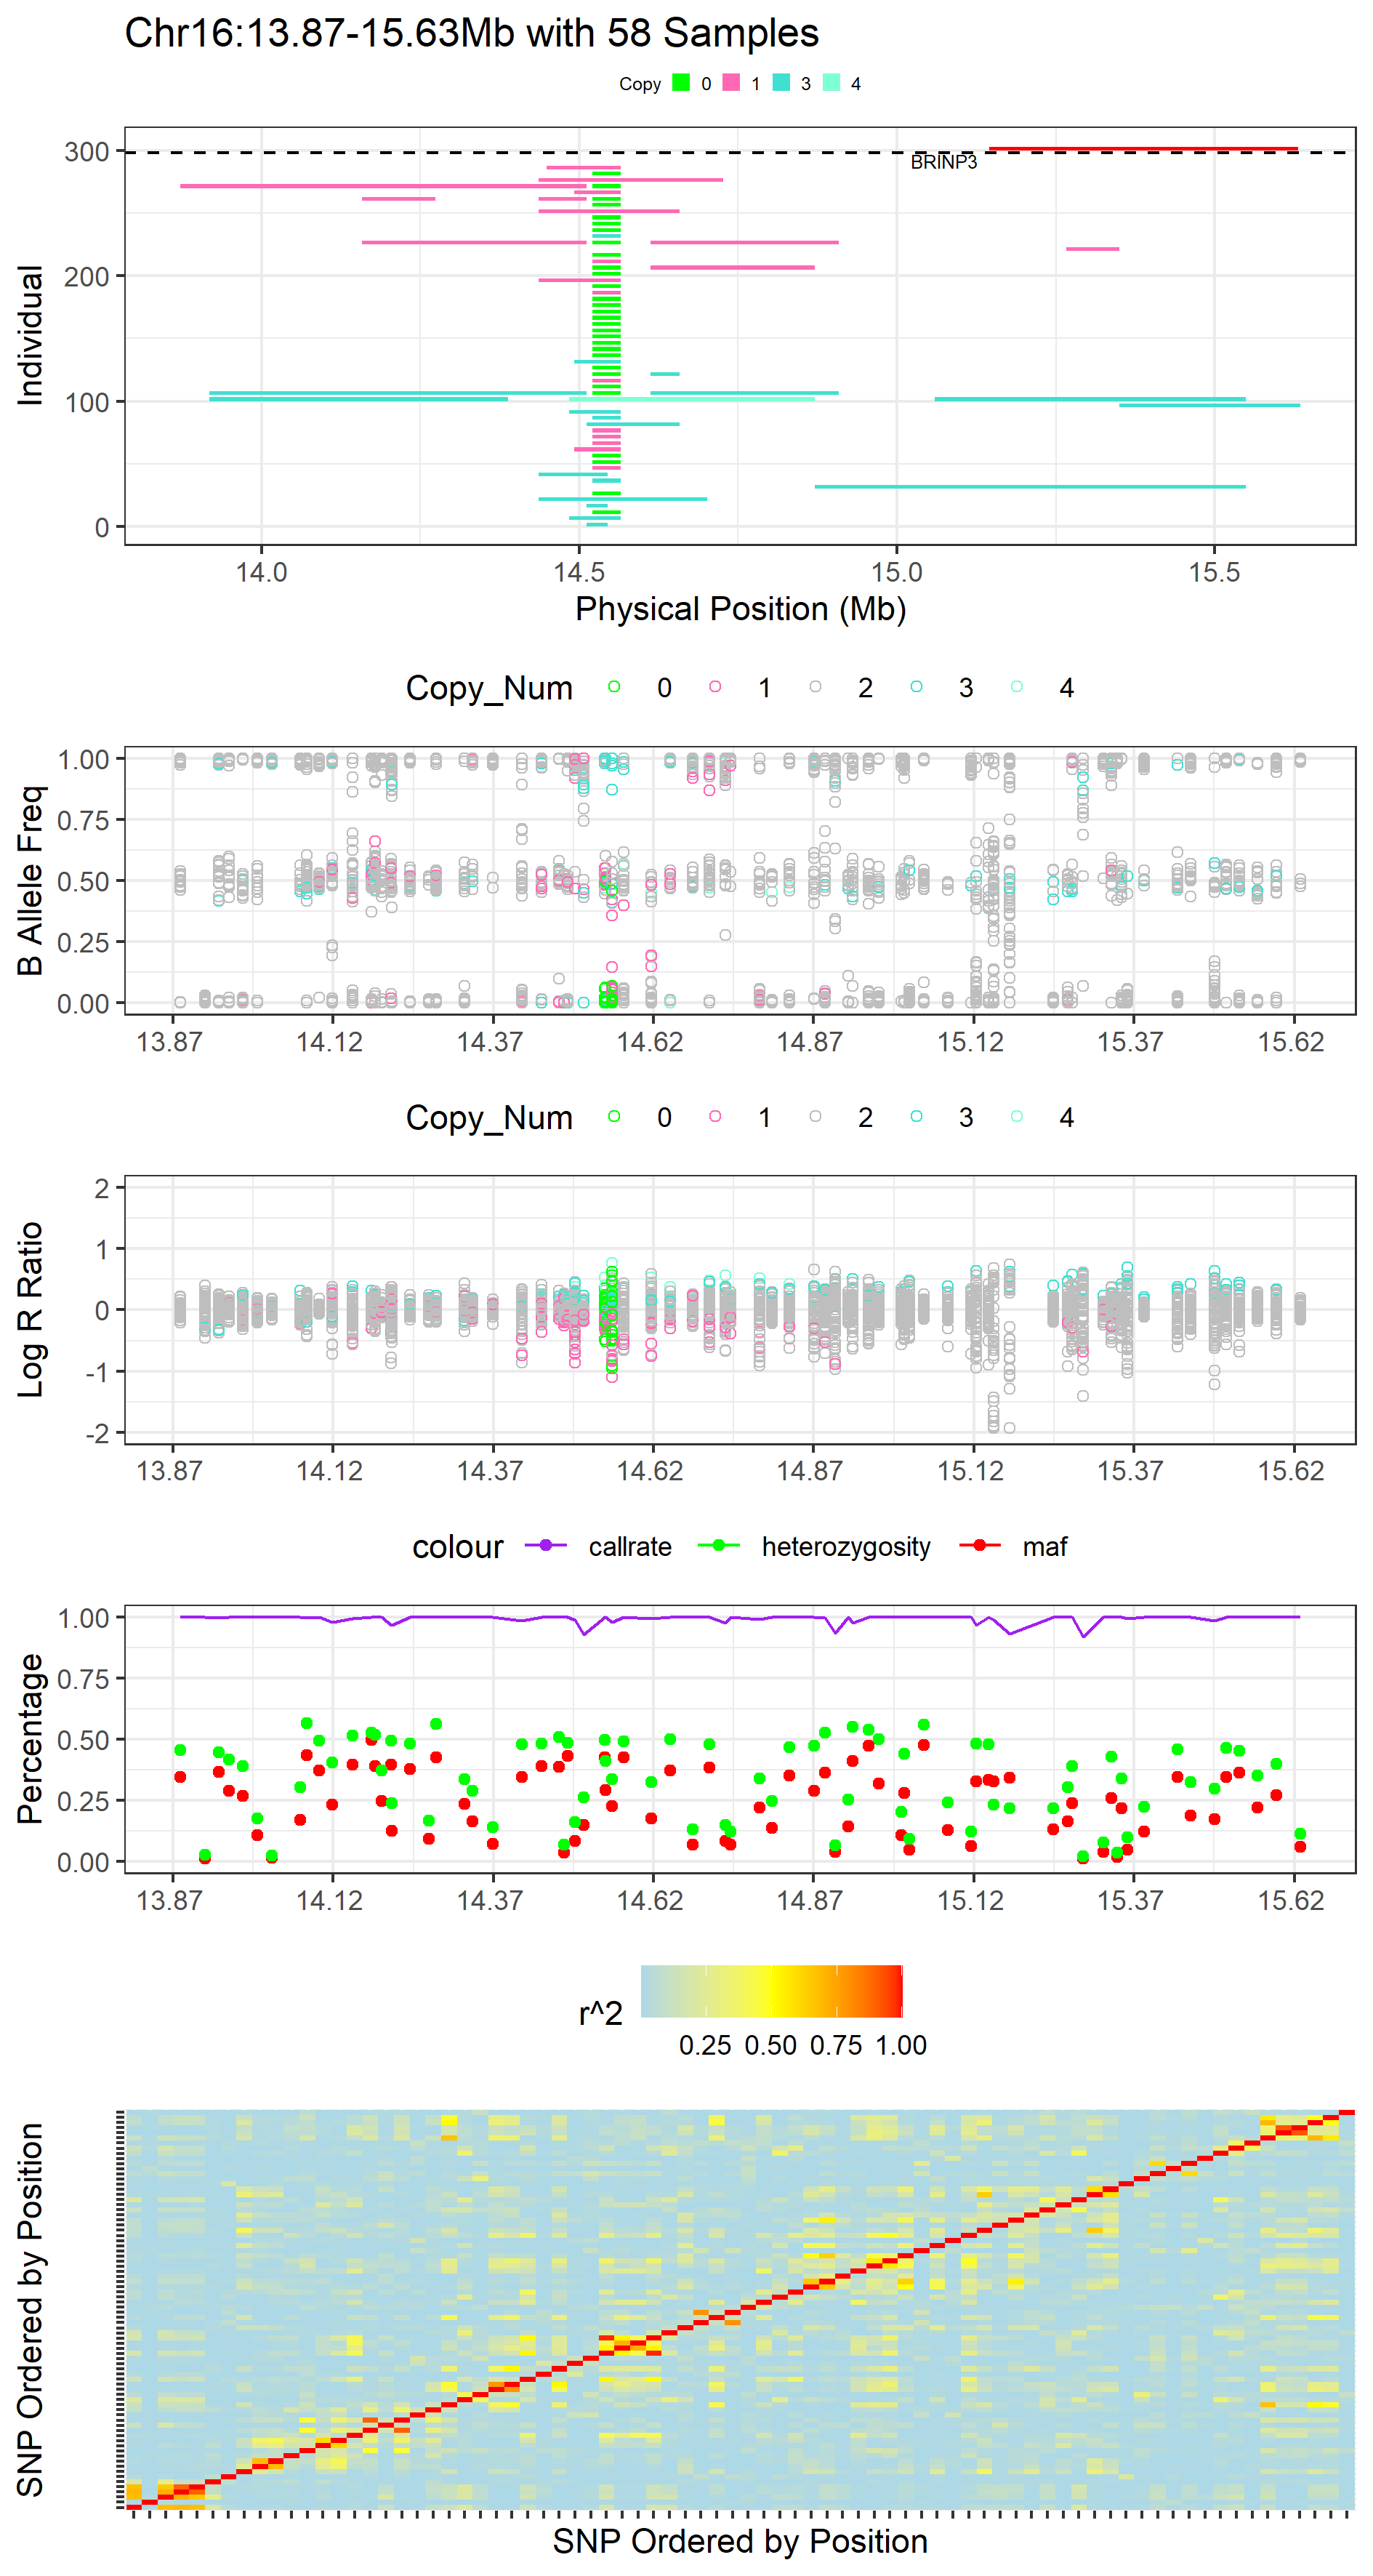 Chr16:13.87-15.63Mb with 58 Samples
Copy 0 1 3 4
300
200
100
0
BRINP3
Individual
14.0 14.5 15.0 15.5
Physical Position (Mb)
Copy_Num 0 1 2 3 4
1.00
0.75
0.50
0.25
0.00
B Allele Freq
13.87 14.12 14.37 14.62 14.87 15.12 15.37 15.62
Copy_Num 0 1 2 3 4
2
1
0
-1
-2
Log R Ratio
13.87 14.12 14.37 14.62 14.87 15.12 15.37 15.62
colour callrate heterozygosity maf
1.00
0.75
0.50
0.25
0.00
Percentage
13.87 14.12 14.37 14.62 14.87 15.12 15.37 15.62
r^2
0.25 0.50 0.75 1.00
SNP Ordered by Position
SNP Ordered by Position